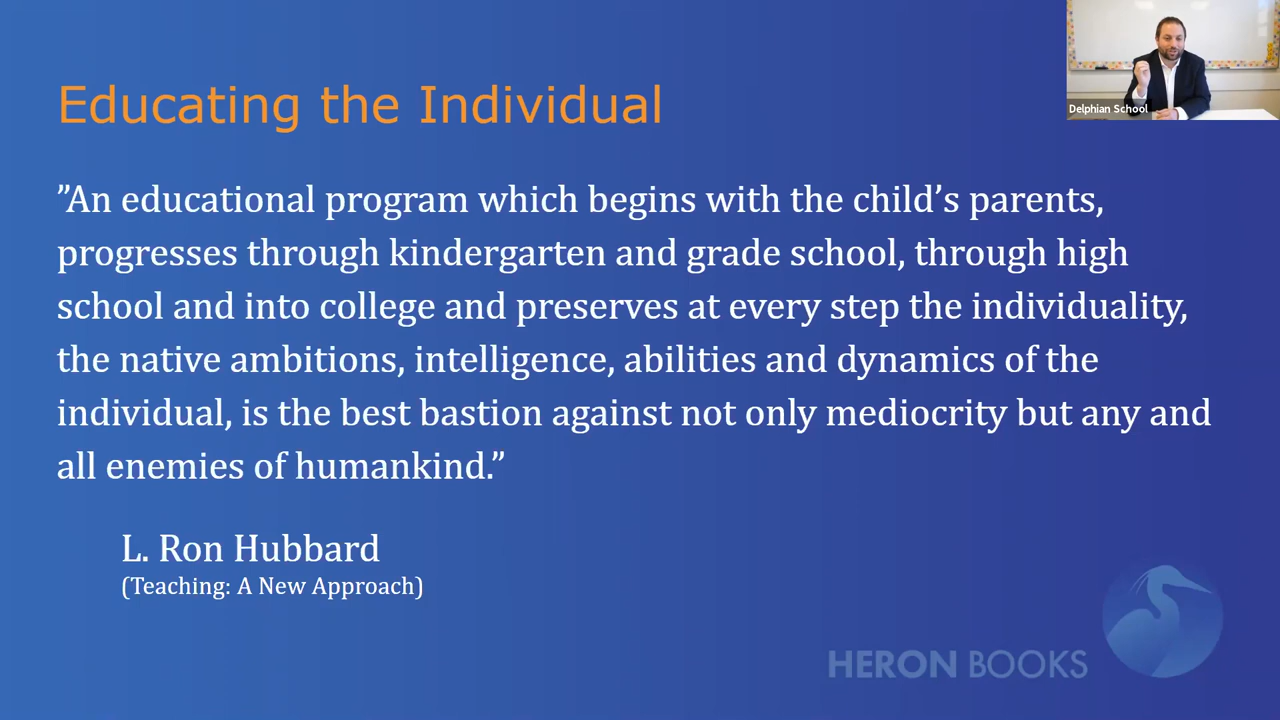 Educating the Individual
Delphian School
”An educational program which begins with the child’s parents,
progresses through kindergarten and grade school, through high
school and into college and preserves at every step the individuality,
the native ambitions, intelligence, abilities and dynamics of the
individual, is the best bastion against not only mediocrity but any and
all enemies of humankind.”
L. Ron Hubbard
(Teaching: A New Approach)
HERON BOOKS